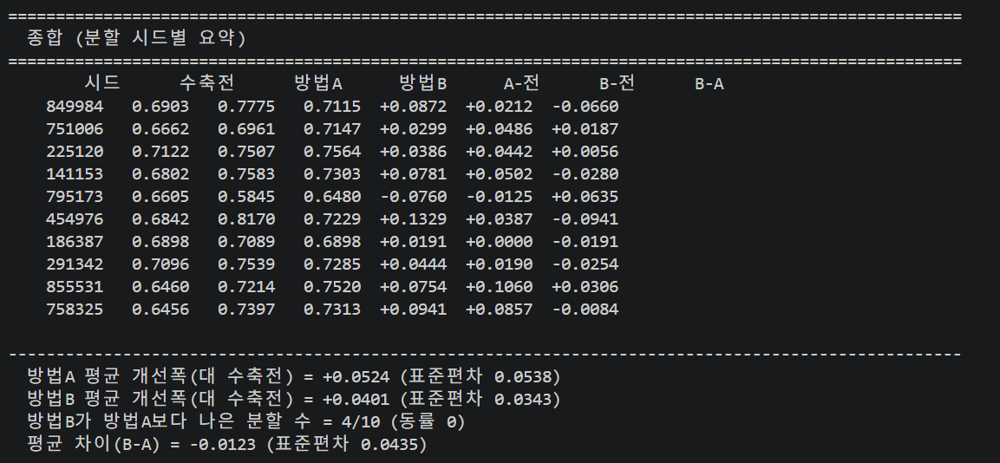 ====================================================================================================
종합 (분할 시드별 요약)
====================================================================================================
시드 수축전 방법A 방법B A-전 B-전 B-A
849984 0.6903 0.7775 0.7115 +0.0872 +0.0212 -0.0660
751006 0.6662 0.6961 0.7147 +0.0299 +0.0486 +0.0187
225120 0.7122 0.7507 0.7564 +0.0386 +0.0442 +0.0056
141153 0.6802 0.7583 0.7303 +0.0781 +0.0502 -0.0280
795173 0.6605 0.5845 0.6480 -0.0760 -0.0125 +0.0635
454976 0.6842 0.8170 0.7229 +0.1329 +0.0387 -0.0941
186387 0.6898 0.7089 0.6898 +0.0191 +0.0000 -0.0191
291342 0.7096 0.7539 0.7285 +0.0444 +0.0190 -0.0254
855531 0.6460 0.7214 0.7520 +0.0754 +0.1060 +0.0306
758325 0.6456 0.7397 0.7313 +0.0941 +0.0857 -0.0084
----------------------------------------------------------------------------------------------------
방법A 평균 개선폭(대 수축전) = +0.0524 (표준편차 0.0538)
방법B 평균 개선폭(대 수축전) = +0.0401 (표준편차 0.0343)
방법B가 방법A보다 나은 분할 수 = 4/10 (동률 0)
평균 차이(B-A) = -0.0123 (표준편차 0.0435)